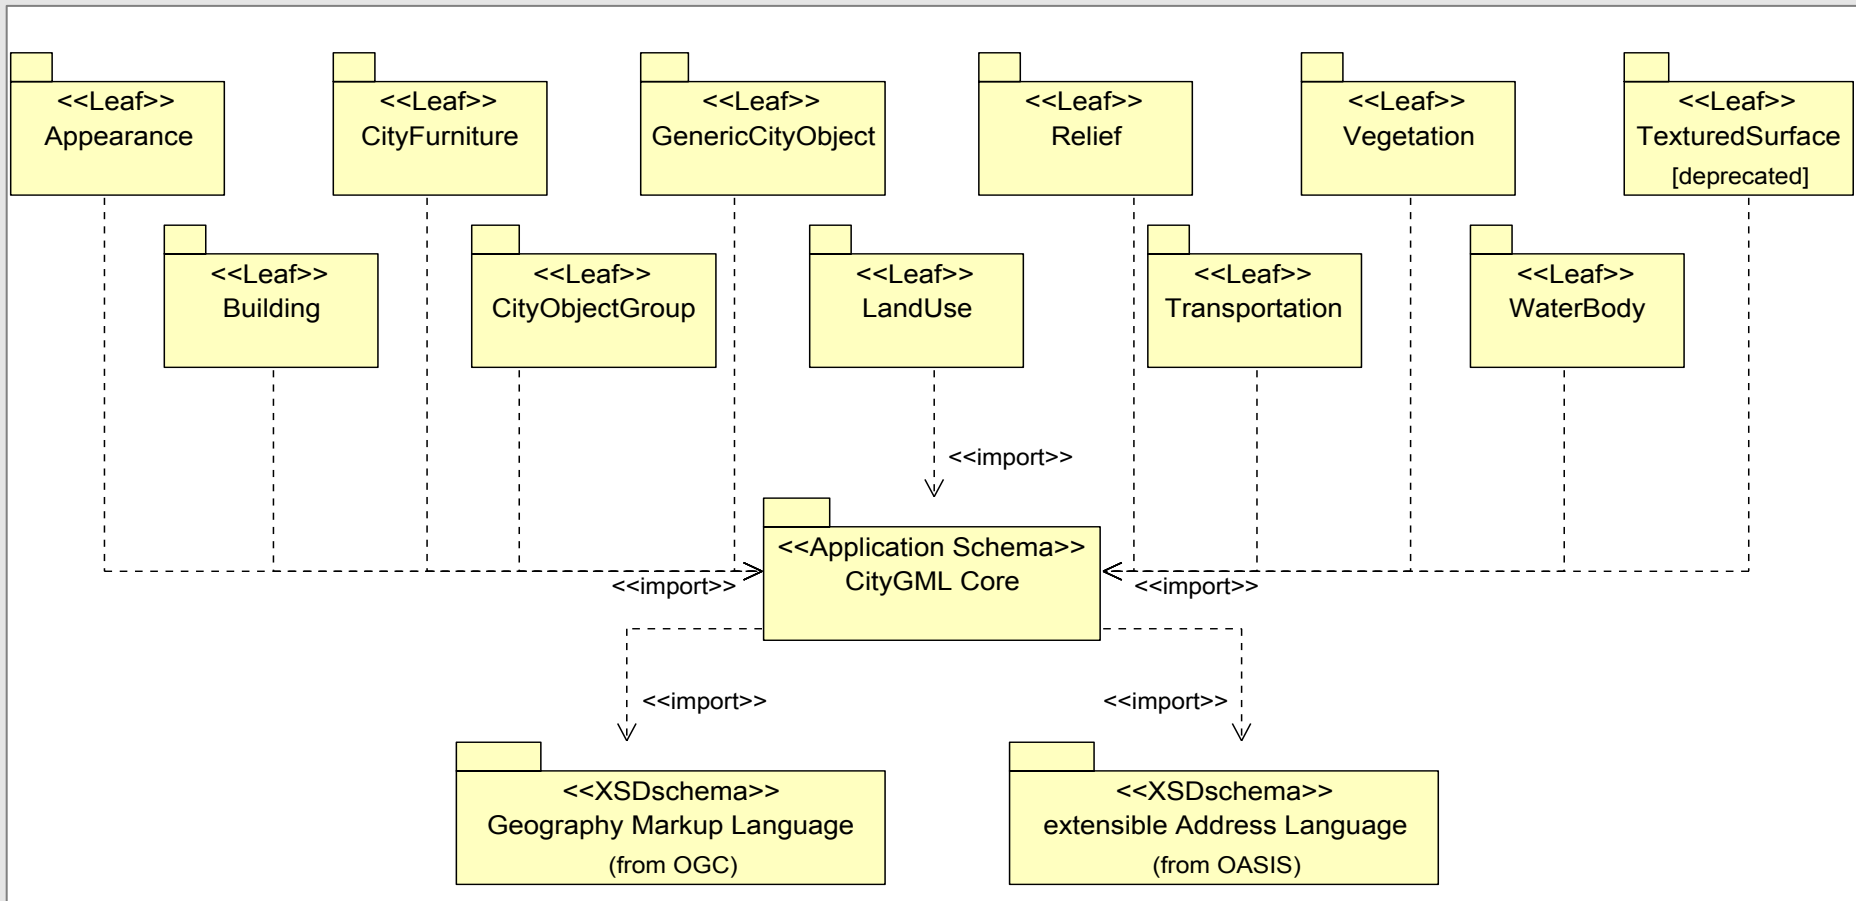 <<Leaf>>
Appearance
<<Leaf>>
CityFurniture
<<Leaf>>
GenericCityObject
<<Leaf>>
Relief
<<Leaf>>
Vegetation
<<Leaf>>
TexturedSurface
[deprecated]
<<Leaf>>
Building
<<Leaf>>
CityObjectGroup
<<Leaf>>
LandUse
<<Leaf>>
Transportation
<<Leaf>>
WaterBody
<<import>>
<<Application Schema>>
CityGML Core
<<import>>
<<import>>
<<import>>
<<import>>
<<XSDschema>>
Geography Markup Language
(from OGC)
<<XSDschema>>
extensible Address Language
(from OASIS)